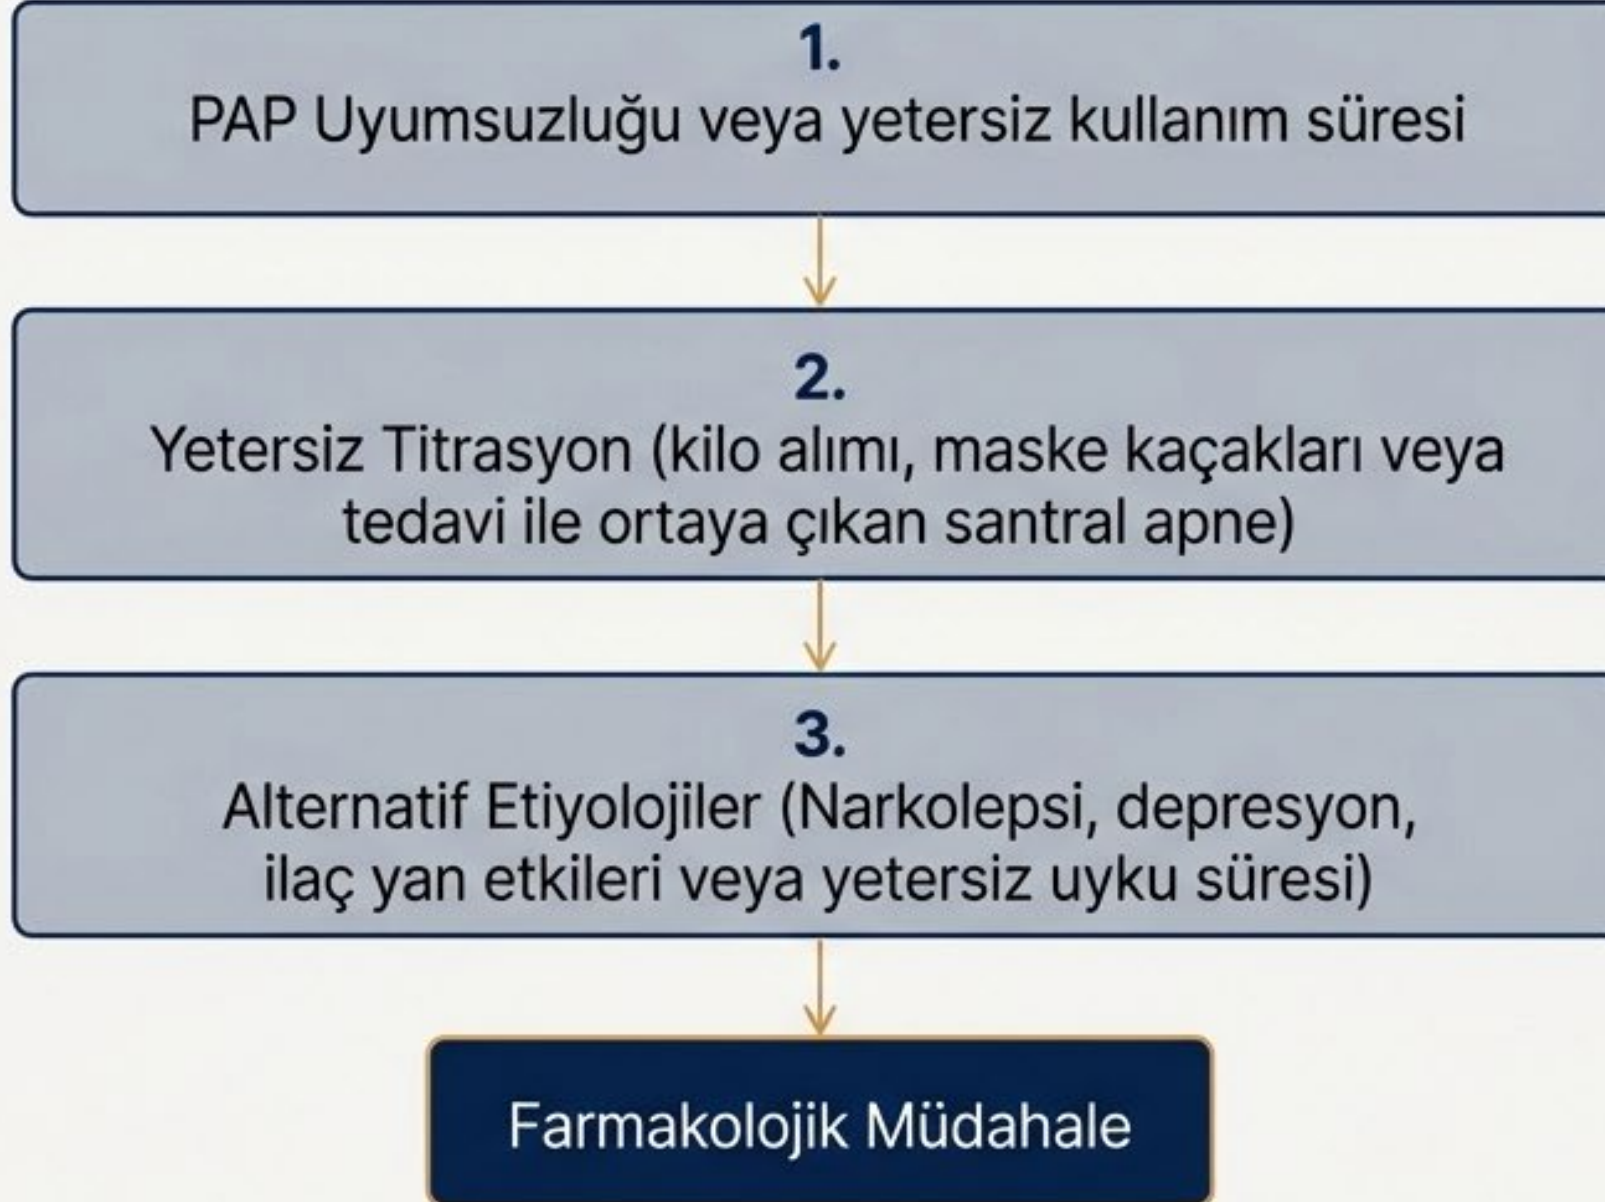 1.
PAP Uyumsuzluğu veya yetersiz kullanım süresi
2.
Yetersiz Titrasyon (kilo alımı, maske kaçakları veya
tedavi ile ortaya çıkan santral apne)
3.
Alternatif Etiyolojiler (Narkolepsi, depresyon,
ilaç yan etkileri veya yetersiz uyku süresi)
Farmakolojik Müdahale